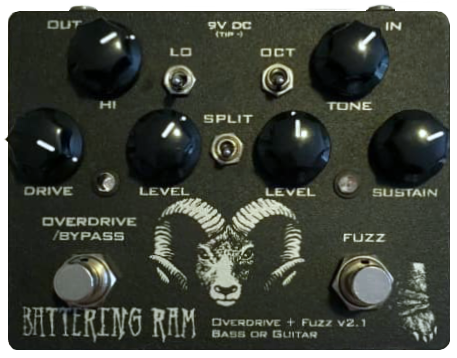 OUT 9V DC IN
(TIP -)
LO OCT
HI TONE
SPLIT
DRIVE LEVEL LEVEL SUSTAIN
OVERDRIVE
/BYPASS
FUZZ
BATTERING RAM
OVERDRIVE + FUZZ V2.1
BASS OR GUITAR